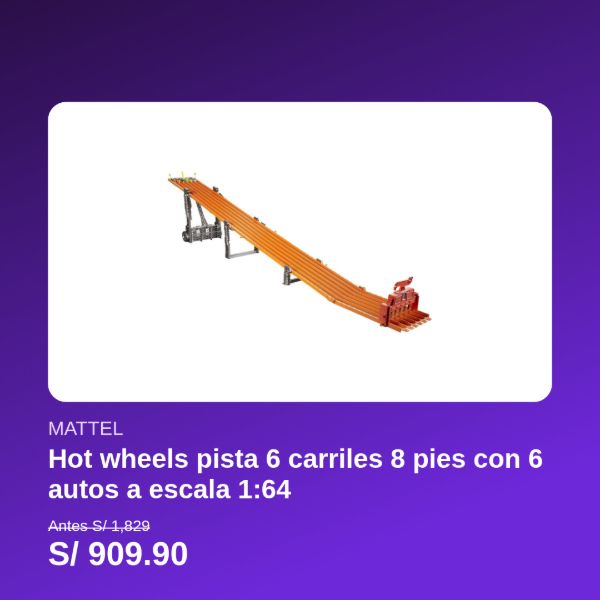 MATTEL
Hot wheels pista 6 carriles 8 pies con 6
autos a escala 1:64
Antes S/ 1,829
S/ 909.90